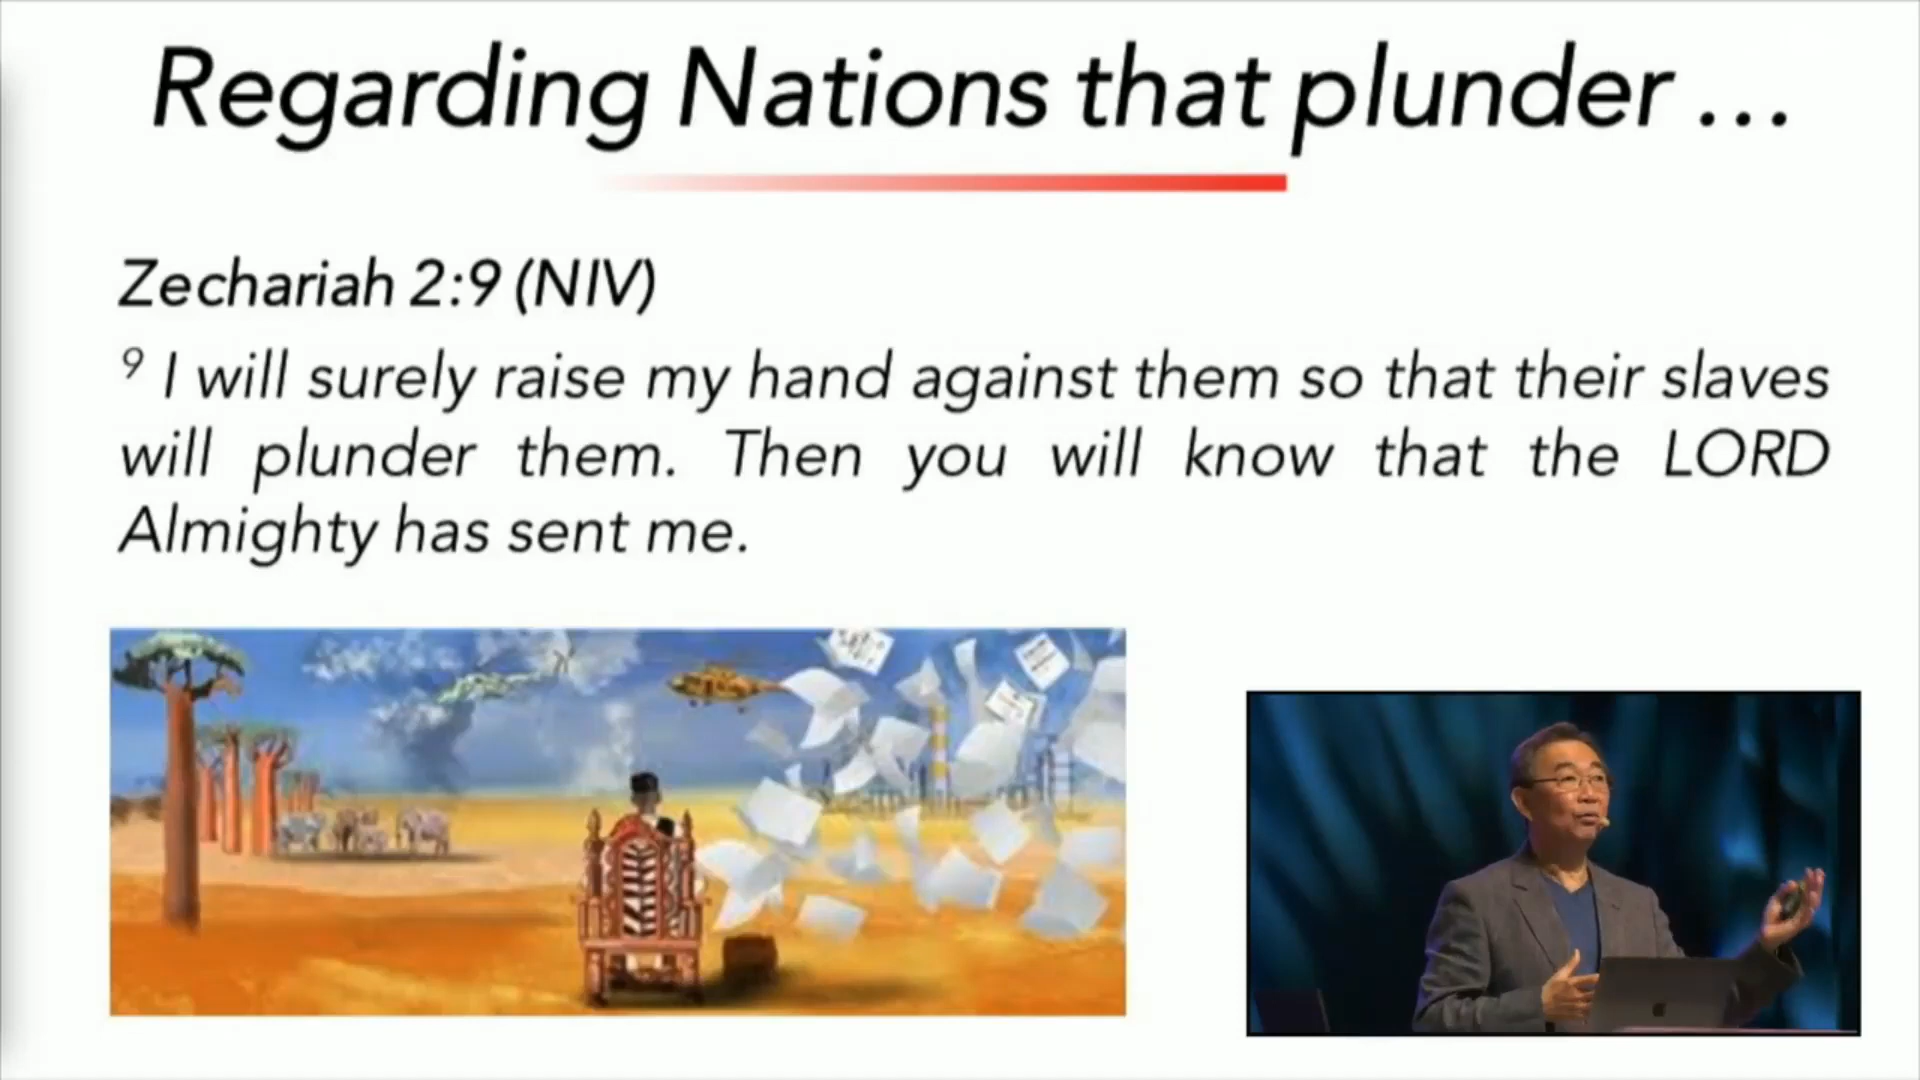 Regarding Nations that plunder ...
Zechariah 2:9 (NIV)
9 I will surely raise my hand against them so that their slaves
will plunder them. Then you will know that the LORD
Almighty has sent me.